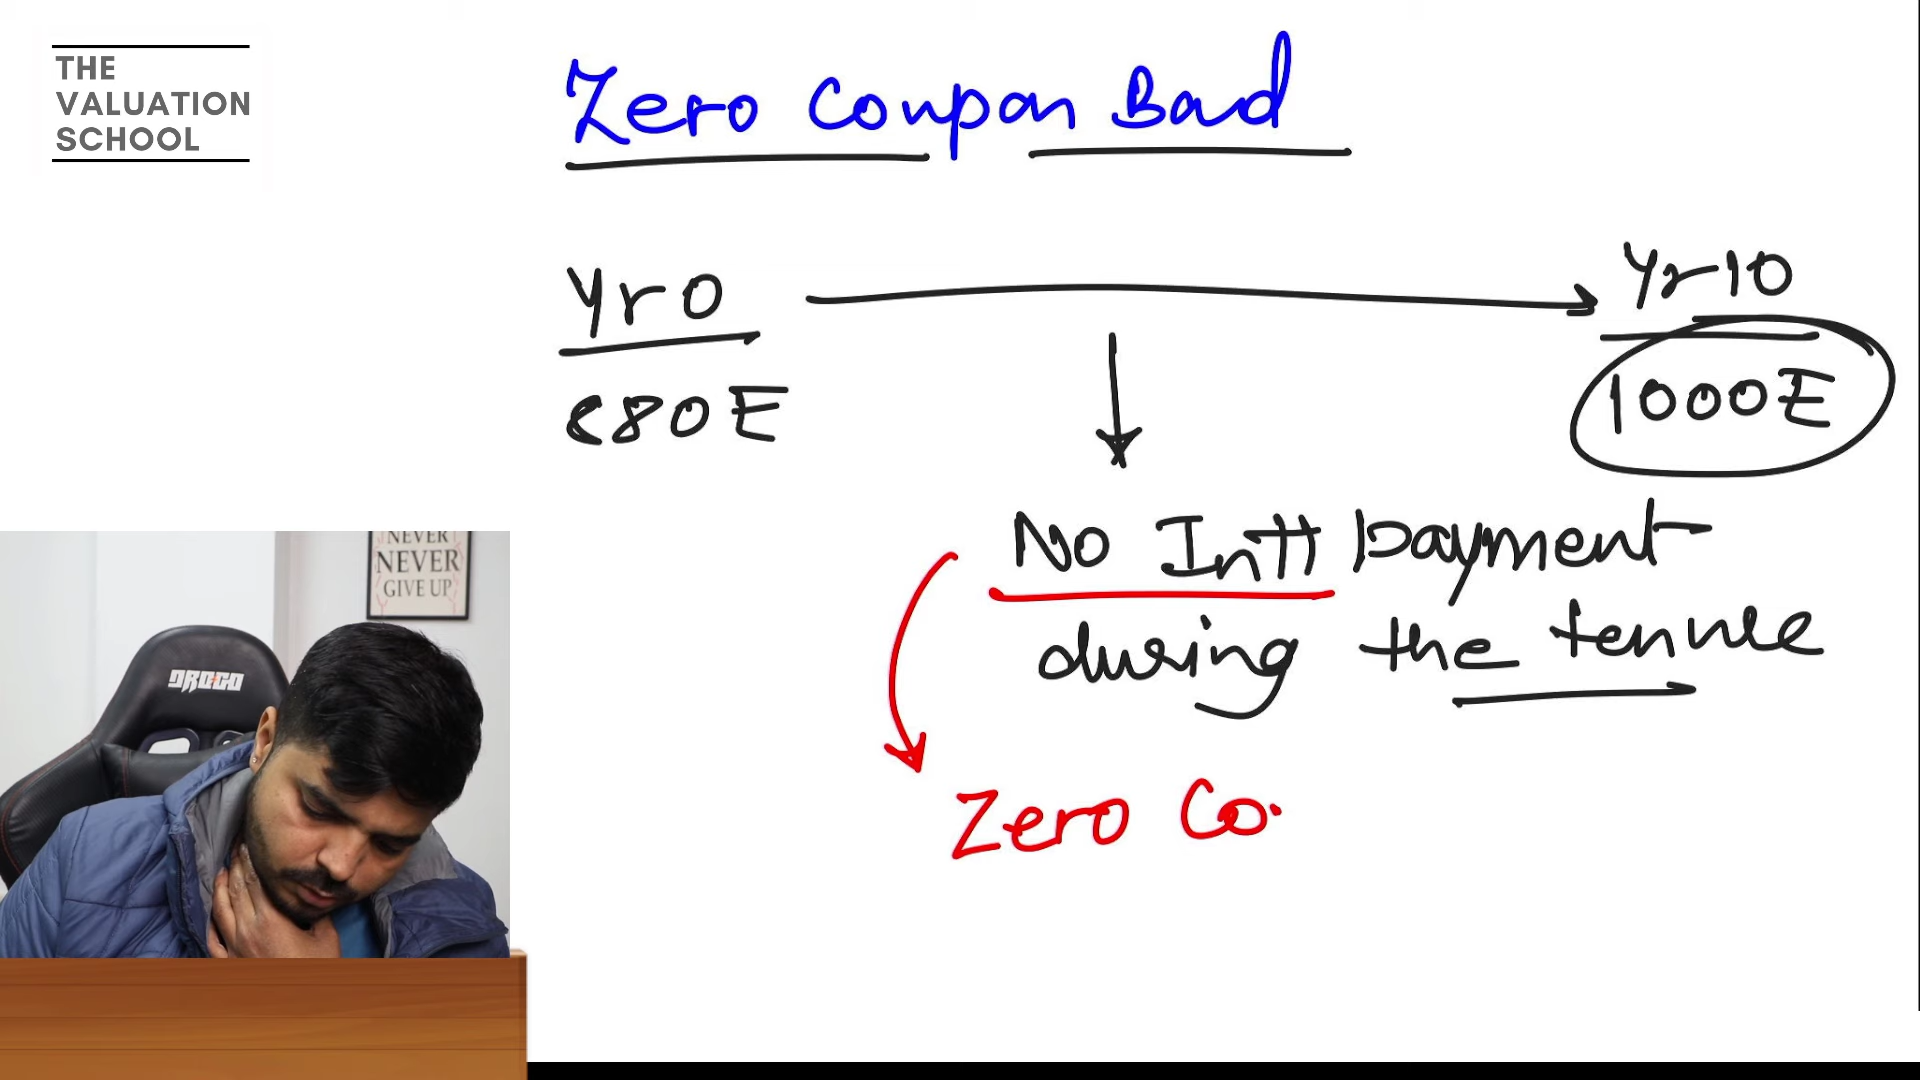 THE
VALUATION
SCHOOL
Zero Coupon Bond
Yr 0
Yr 10
880E
1000E
No Intt payment
during the tenure
Zero Co
NEVER
NEVER
GIVE UP
DROGO